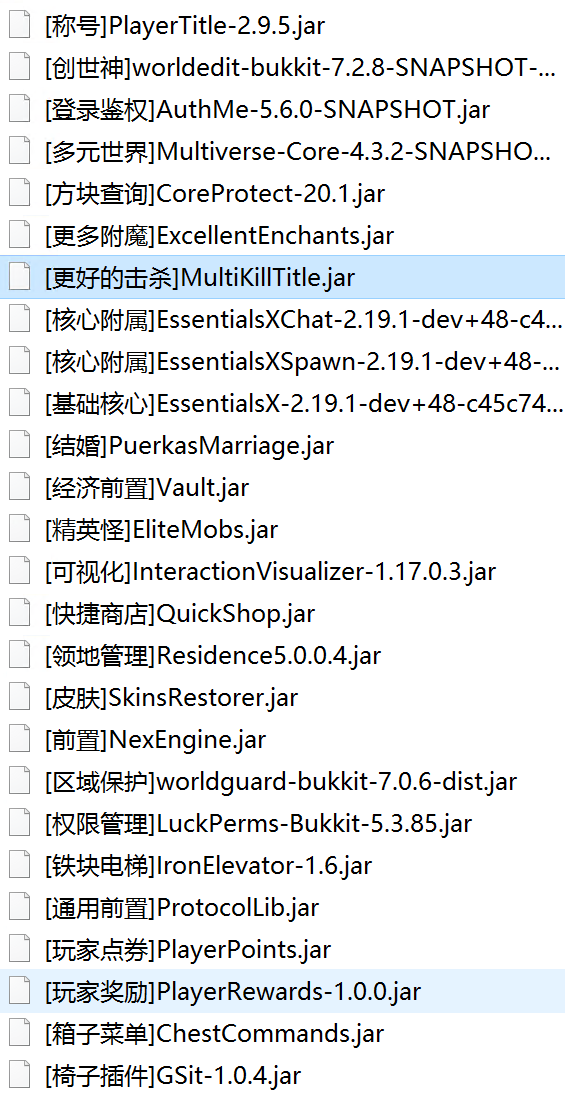 [称号]PlayerTitle-2.9.5.jar
[创世神]worldedit-bukkit-7.2.8-SNAPSHOT-...
[登录鉴权]AuthMe-5.6.0-SNAPSHOT.jar
[多元世界]Multiverse-Core-4.3.2-SNAPSHO...
[方块查询]CoreProtect-20.1.jar
[更多附魔]ExcellentEnchants.jar
[更好的击杀]MultiKillTitle.jar
[核心附属]EssentialsXChat-2.19.1-dev+48-c4...
[核心附属]EssentialsXSpawn-2.19.1-dev+48-...
[基础核心]EssentialsX-2.19.1-dev+48-c45c74...
[结婚]PuerkasMarriage.jar
[经济前置]Vault.jar
[精英怪]EliteMobs.jar
[可视化]InteractionVisualizer-1.17.0.3.jar
[快捷商店]QuickShop.jar
[领地管理]Residence5.0.0.4.jar
[皮肤]SkinsRestorer.jar
[前置]NexEngine.jar
[区域保护]worldguard-bukkit-7.0.6-dist.jar
[权限管理]LuckPerms-Bukkit-5.3.85.jar
[铁块电梯]IronElevator-1.6.jar
[通用前置]ProtocolLib.jar
[玩家点券]PlayerPoints.jar
[玩家奖励]PlayerRewards-1.0.0.jar
[箱子菜单]ChestCommands.jar
[椅子插件]GSit-1.0.4.jar